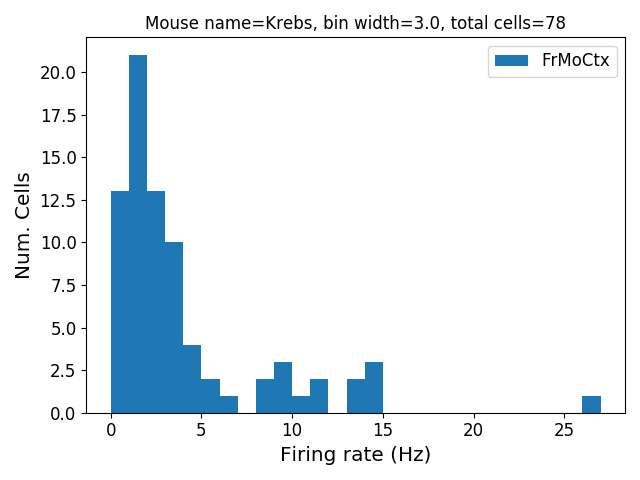 Mouse name=Krebs, bin width=3.0, total cells=78
FrMoCtx
20.0
17.5
15.0
12.5
10.0
7.5
5.0
2.5
0.0
Num. Cells
0 5 10 15 20 25
Firing rate (Hz)